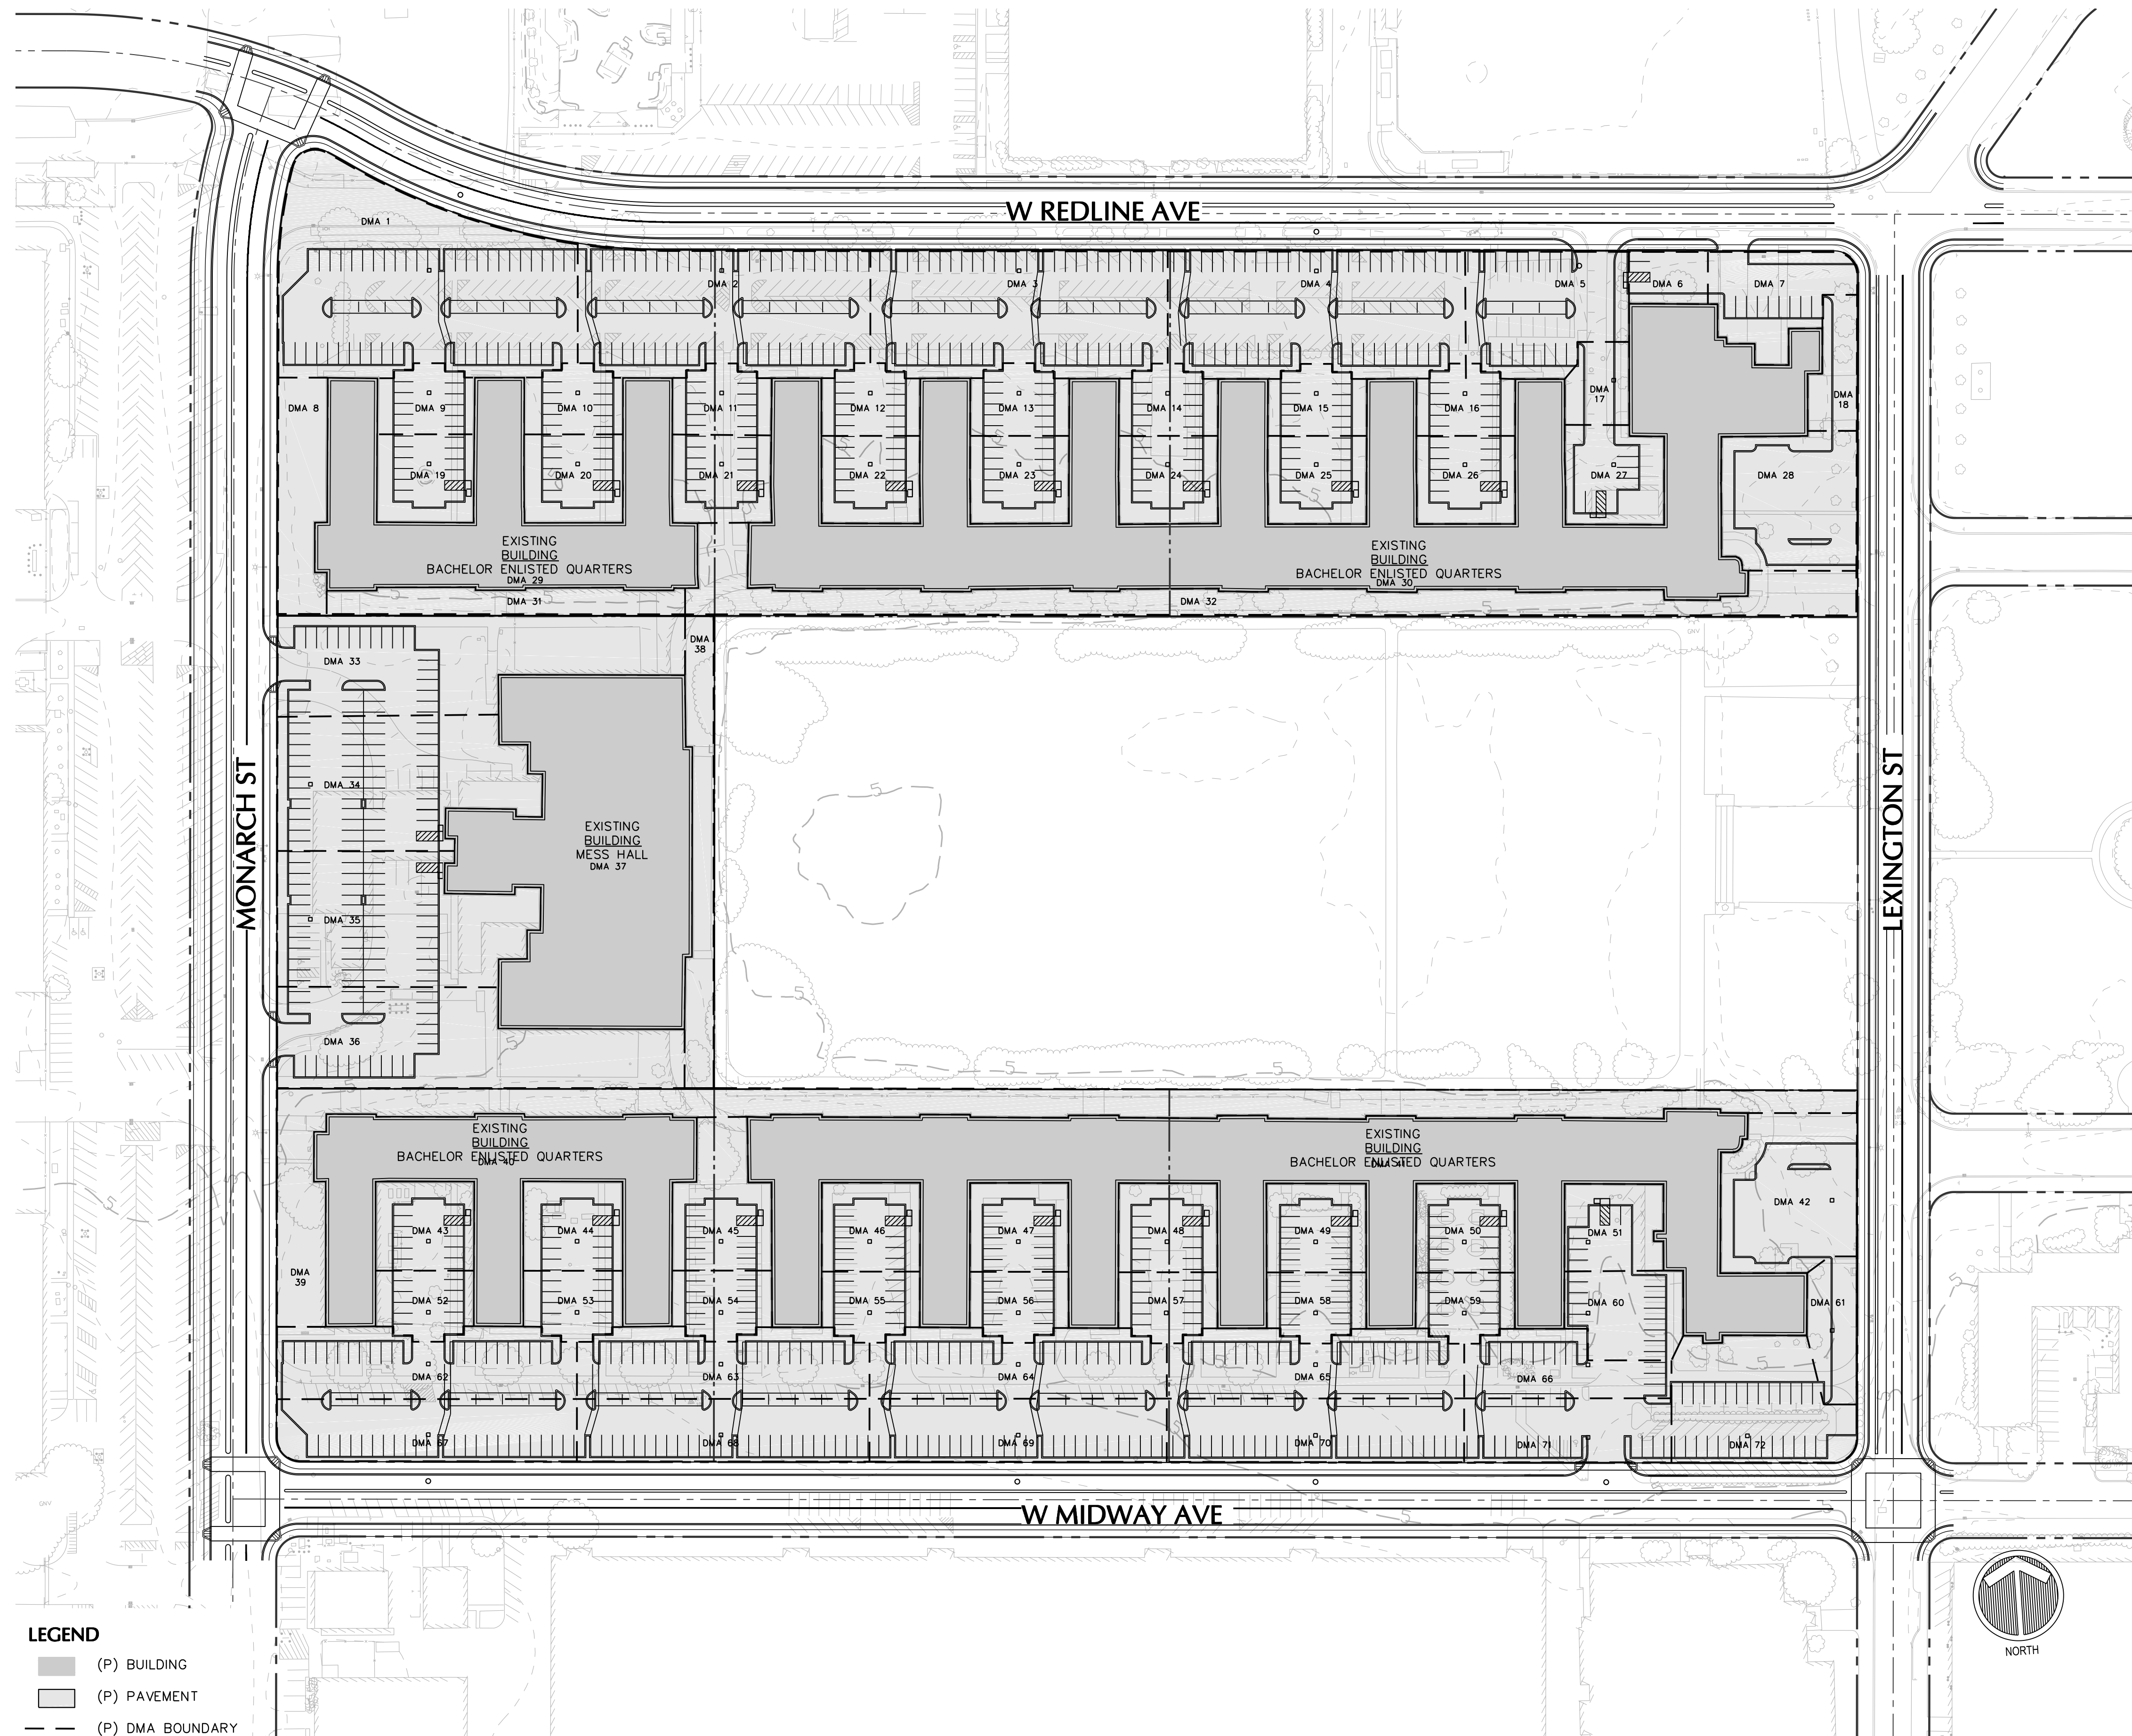 W REDLINE AVE
DMA 1
DMA 2
DMA 3
DMA 4
DMA 5
DMA 6
DMA 7
DMA 8
DMA 9
DMA 10
DMA 11
DMA 12
DMA 13
DMA 14
DMA 15
DMA 16
DMA
17
DMA
18
DMA 19
DMA 20
DMA 21
DMA 22
DMA 23
DMA 24
DMA 25
DMA 26
DMA 27
DMA 28
EXISTING
BUILDING
BACHELOR ENLISTED QUARTERS
DMA 29
EXISTING
BUILDING
BACHELOR ENLISTED QUARTERS
DMA 30
DMA 31
DMA 32
DMA 33
DMA
38
MONARCH ST
DMA 34
DMA 35
DMA 36
EXISTING
BUILDING
MESS HALL
DMA 37
LEXINGTON ST
5
5
5
5
EXISTING
BUILDING
BACHELOR ENLISTED QUARTERS
DMA 40
EXISTING
BUILDING
BACHELOR ENLISTED QUARTERS
DMA 41
DMA
39
DMA 42
DMA 43
DMA 44
DMA 45
DMA 46
DMA 47
DMA 48
DMA 49
DMA 50
DMA 51
DMA 52
DMA 53
DMA 54
DMA 55
DMA 56
DMA 57
DMA 58
DMA 59
DMA 60
DMA 61
DMA 62
DMA 63
DMA 64
DMA 65
DMA 66
DMA 67
DMA 68
DMA 69
DMA 70
DMA 71
DMA 72
W MIDWAY AVE
NORTH
LEGEND
(P) BUILDING
(P) PAVEMENT
(P) DMA BOUNDARY